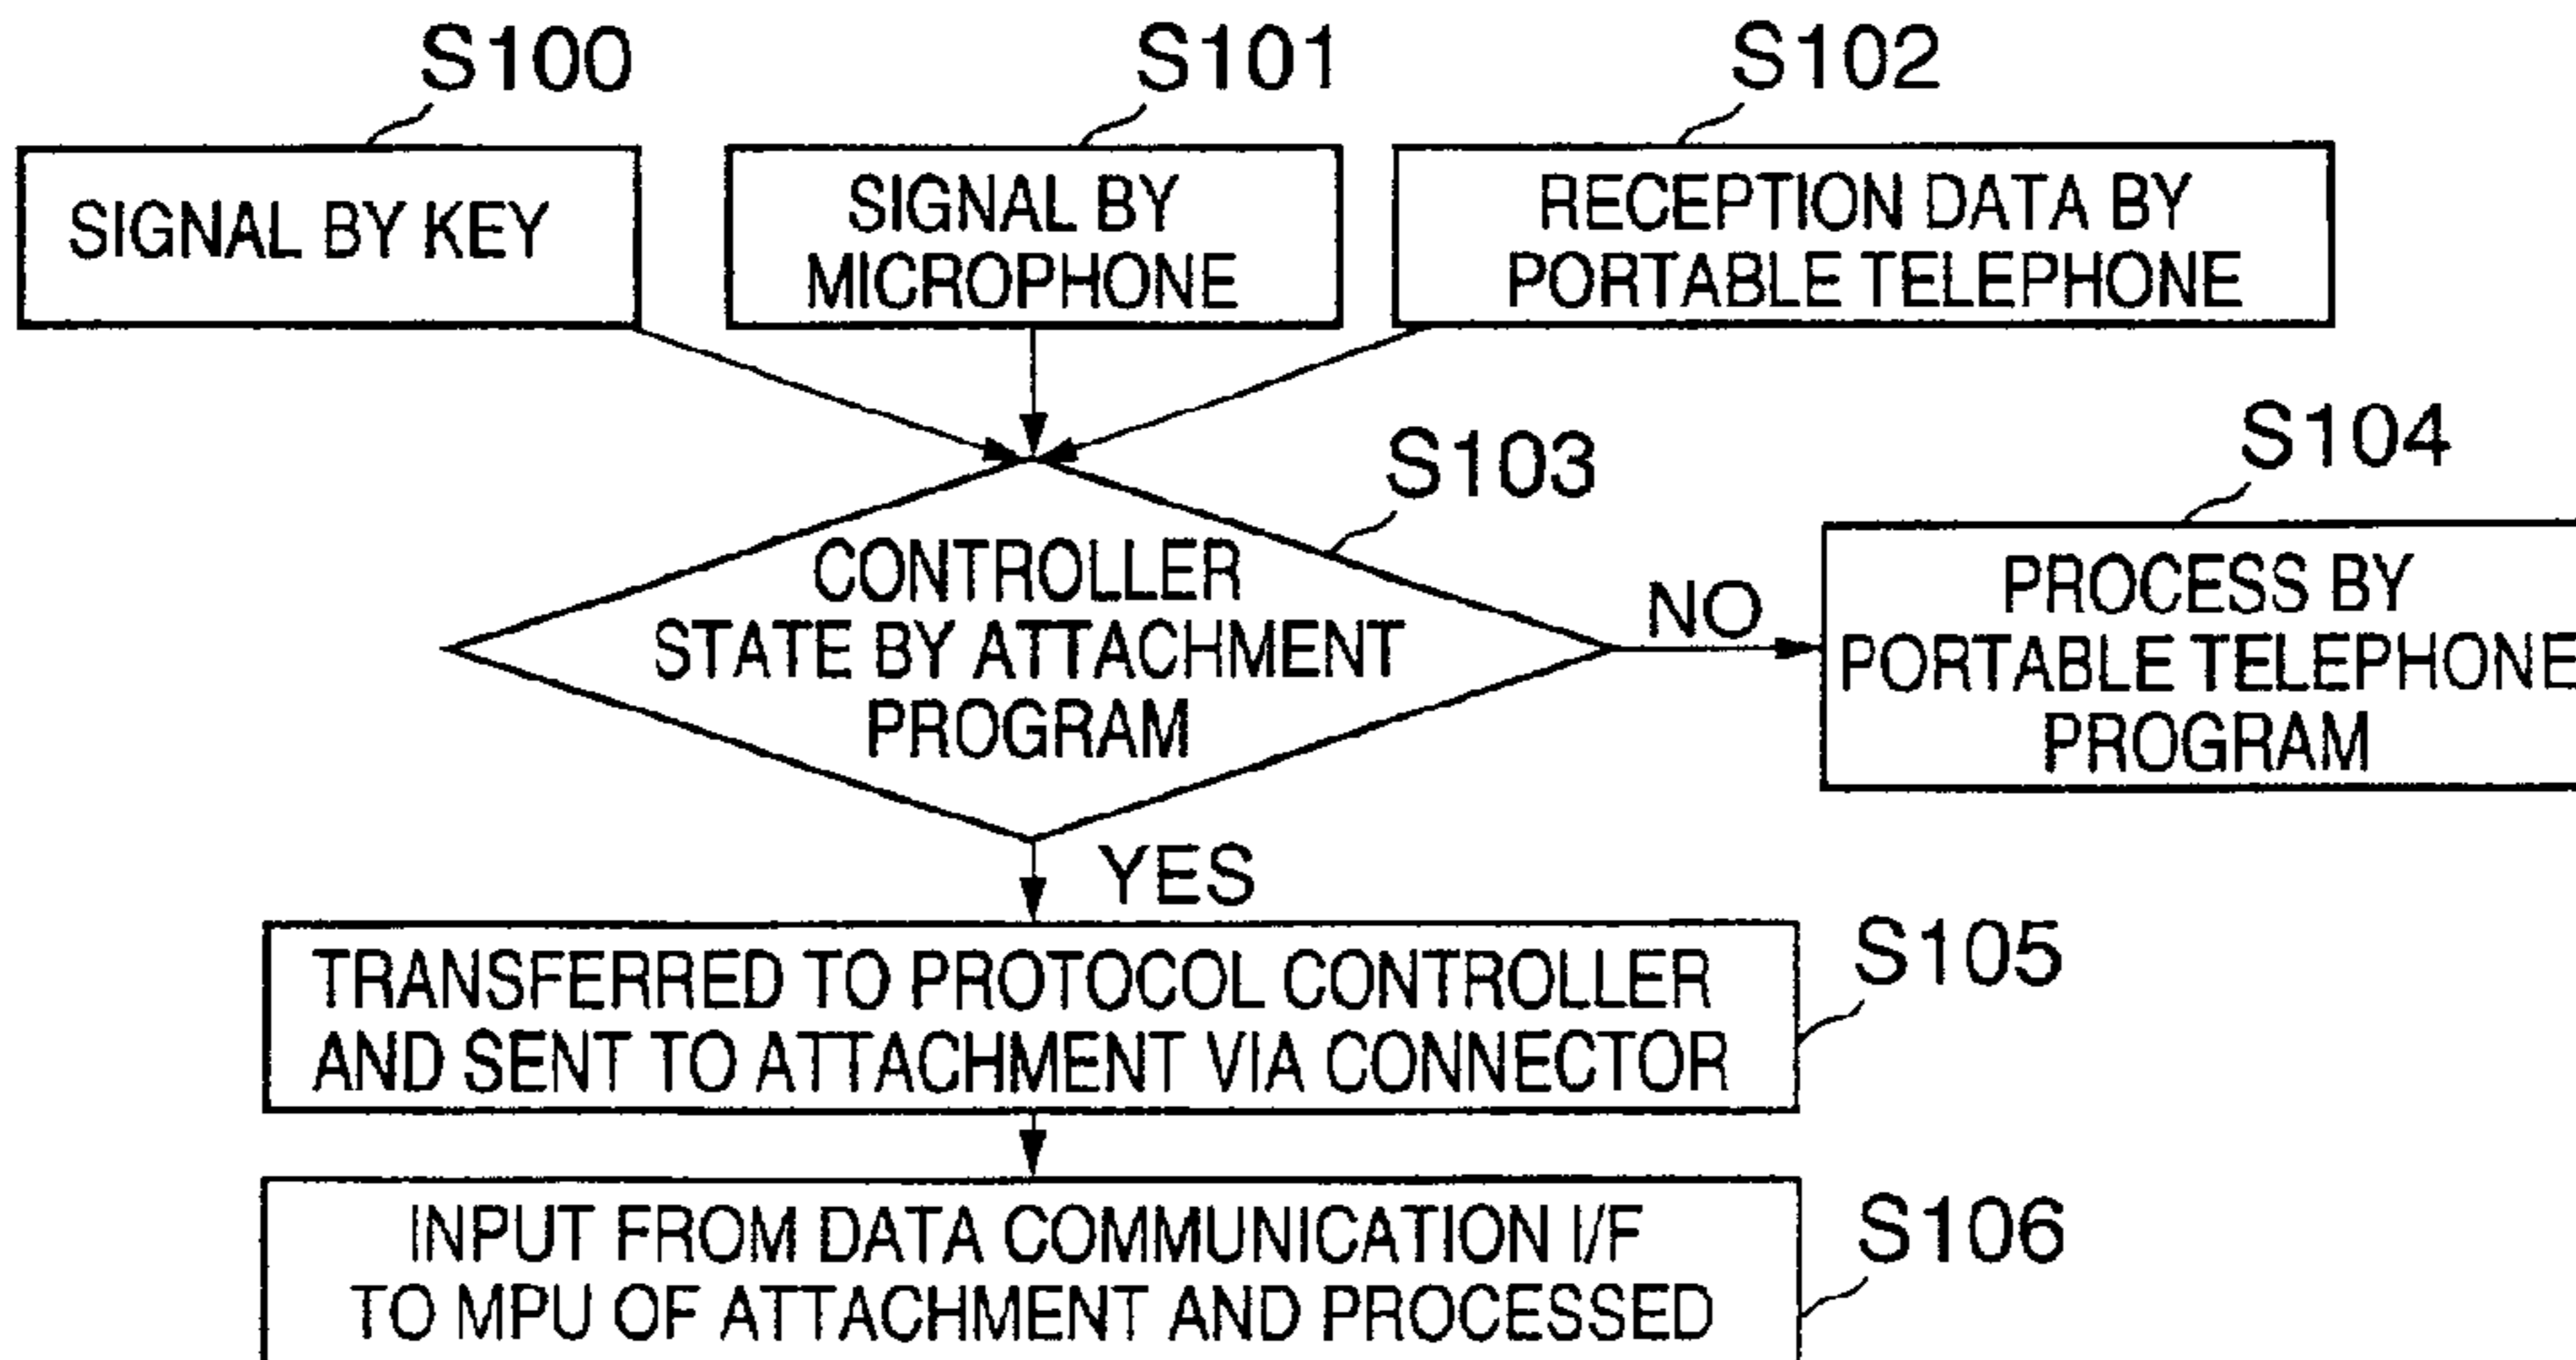 S100
S101
S102
SIGNAL BY KEY
SIGNAL BY
MICROPHONE
RECEPTION DATA BY
PORTABLE TELEPHONE
S103
S104
CONTROLLER
STATE BY ATTACHMENT
PROGRAM
NO
PROCESS BY
PORTABLE TELEPHONE
PROGRAM
YES
S105
TRANSFERRED TO PROTOCOL CONTROLLER
AND SENT TO ATTACHMENT VIA CONNECTOR
S106
INPUT FROM DATA COMMUNICATION I/F
TO MPU OF ATTACHMENT AND PROCESSED